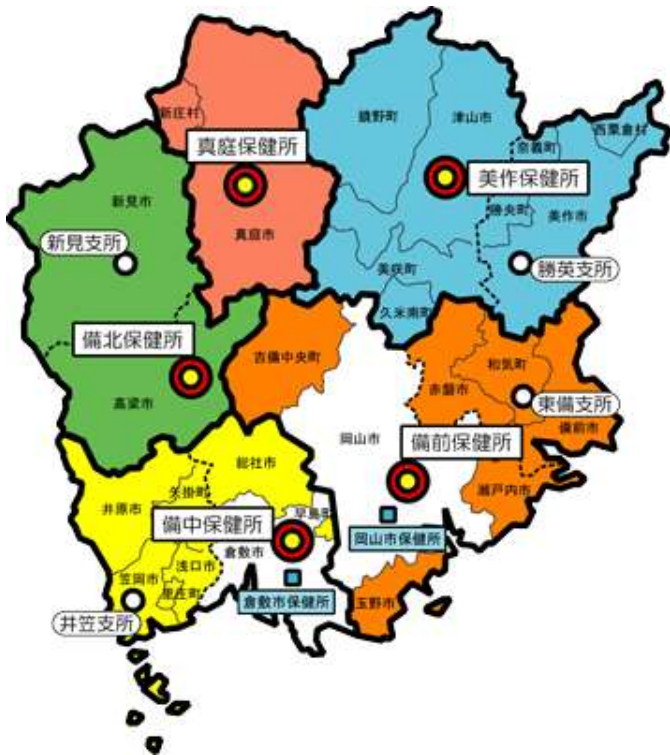 新庄村
鏡野町
津山市
西粟倉村
奈義町
真庭保健所
美作保健所
新見市
勝央町
美作市
真庭市
新見支所
美咲町
勝英支所
久米南町
備北保健所
吉備中央町
和気町
赤磐市
高梁市
東備支所
備前市
岡山市
備前保健所
総社市
矢掛町
井原市
瀬戸内市
早島町
備中保健所
岡山市保健所
倉敷市
浅口市
笠岡市
里庄町
倉敷市保健所
玉野市
井笠支所